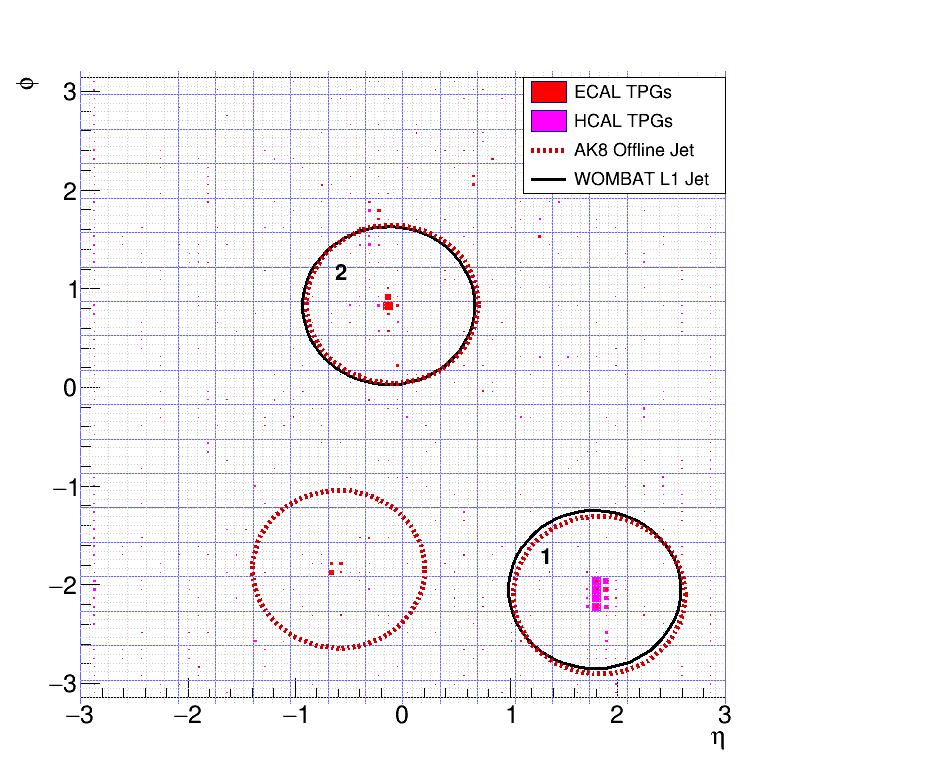 ϕ
3
2
1
0
−1
−2
−3
ECAL TPGs
HCAL TPGs
AK8 Offline Jet
WOMBAT L1 Jet
2
1
−3 −2 −1 0 1 2 3
η